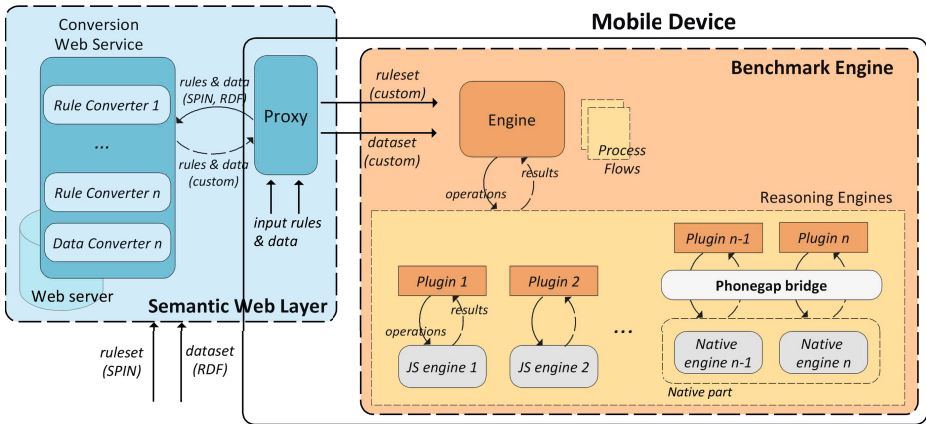 Mobile Device
Conversion
Web Service
Rule Converter 1
...
Rule Converter n
Data Converter n
Web server
rules & data
(SPIN, RDF)
rules & data
(custom)
Proxy
input rules
& data
Semantic Web Layer
ruleset
(SPIN)
dataset
(RDF)
ruleset
(custom)
dataset
(custom)
Benchmark Engine
Engine
Process
Flows
operations
results
Reasoning Engines
Plugin 1
Plugin 2
Plugin n-1
Plugin n
Phonegap bridge
operations
results
...
JS engine 1
JS engine 2
Native
engine n-1
Native
engine n
Native part